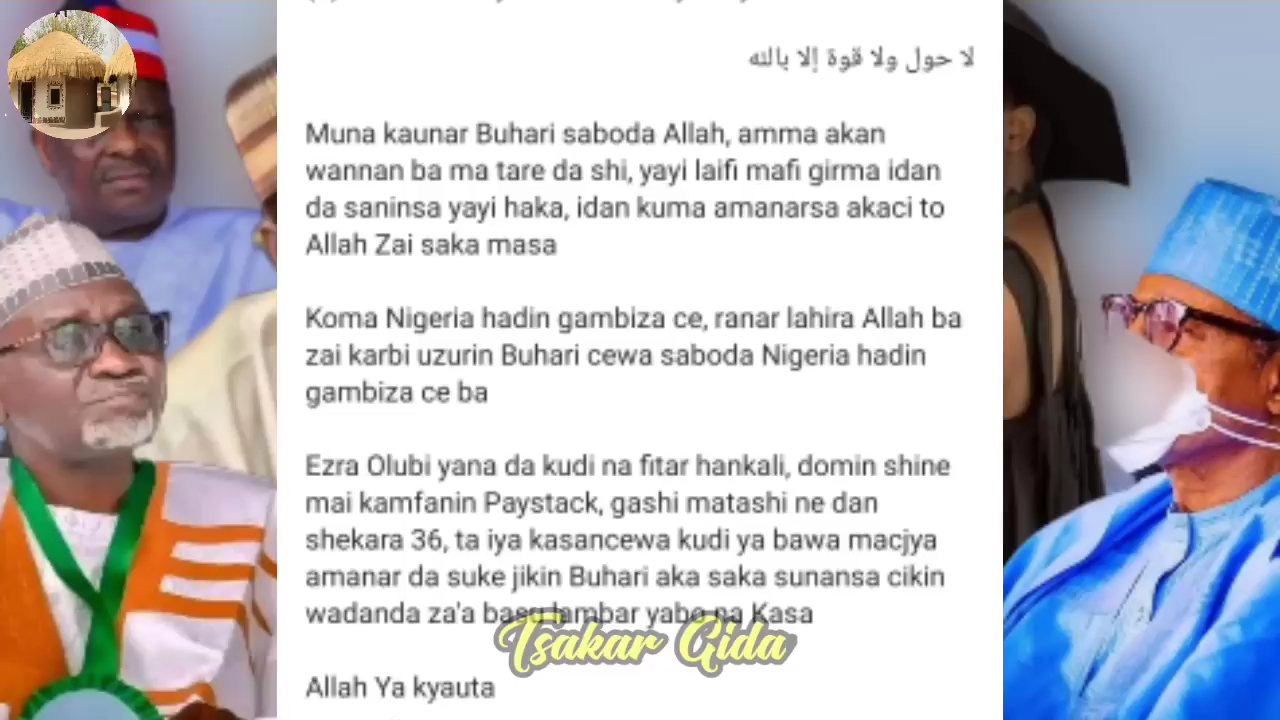 لا حول ولا قوة إلا بالله
Muna kaunar Buhari saboda Allah, amma akan
wannan ba ma tare da shi, yayi laifi mafi girma idan
da saninsa yayi haka, idan kuma amanarsa akaci to
Allah Zai saka masa
Koma Nigeria hadin gambiza ce, ranar lahira Allah ba
zai karbi uzurin Buhari cewa saboda Nigeria hadin
gambiza ce ba
Ezra Olubi yana da kudi na fitar hankali, domin shine
mai kamfanin Paystack, gashi matashi ne dan
shekara 36, ta iya kasancewa kudi ya bawa macjya
amanar da suke jikin Buhari aka saka sunansa cikin
wadanda za'a basu lambar yabo na Kasa
Tsakar Gida
Allah Ya kyauta